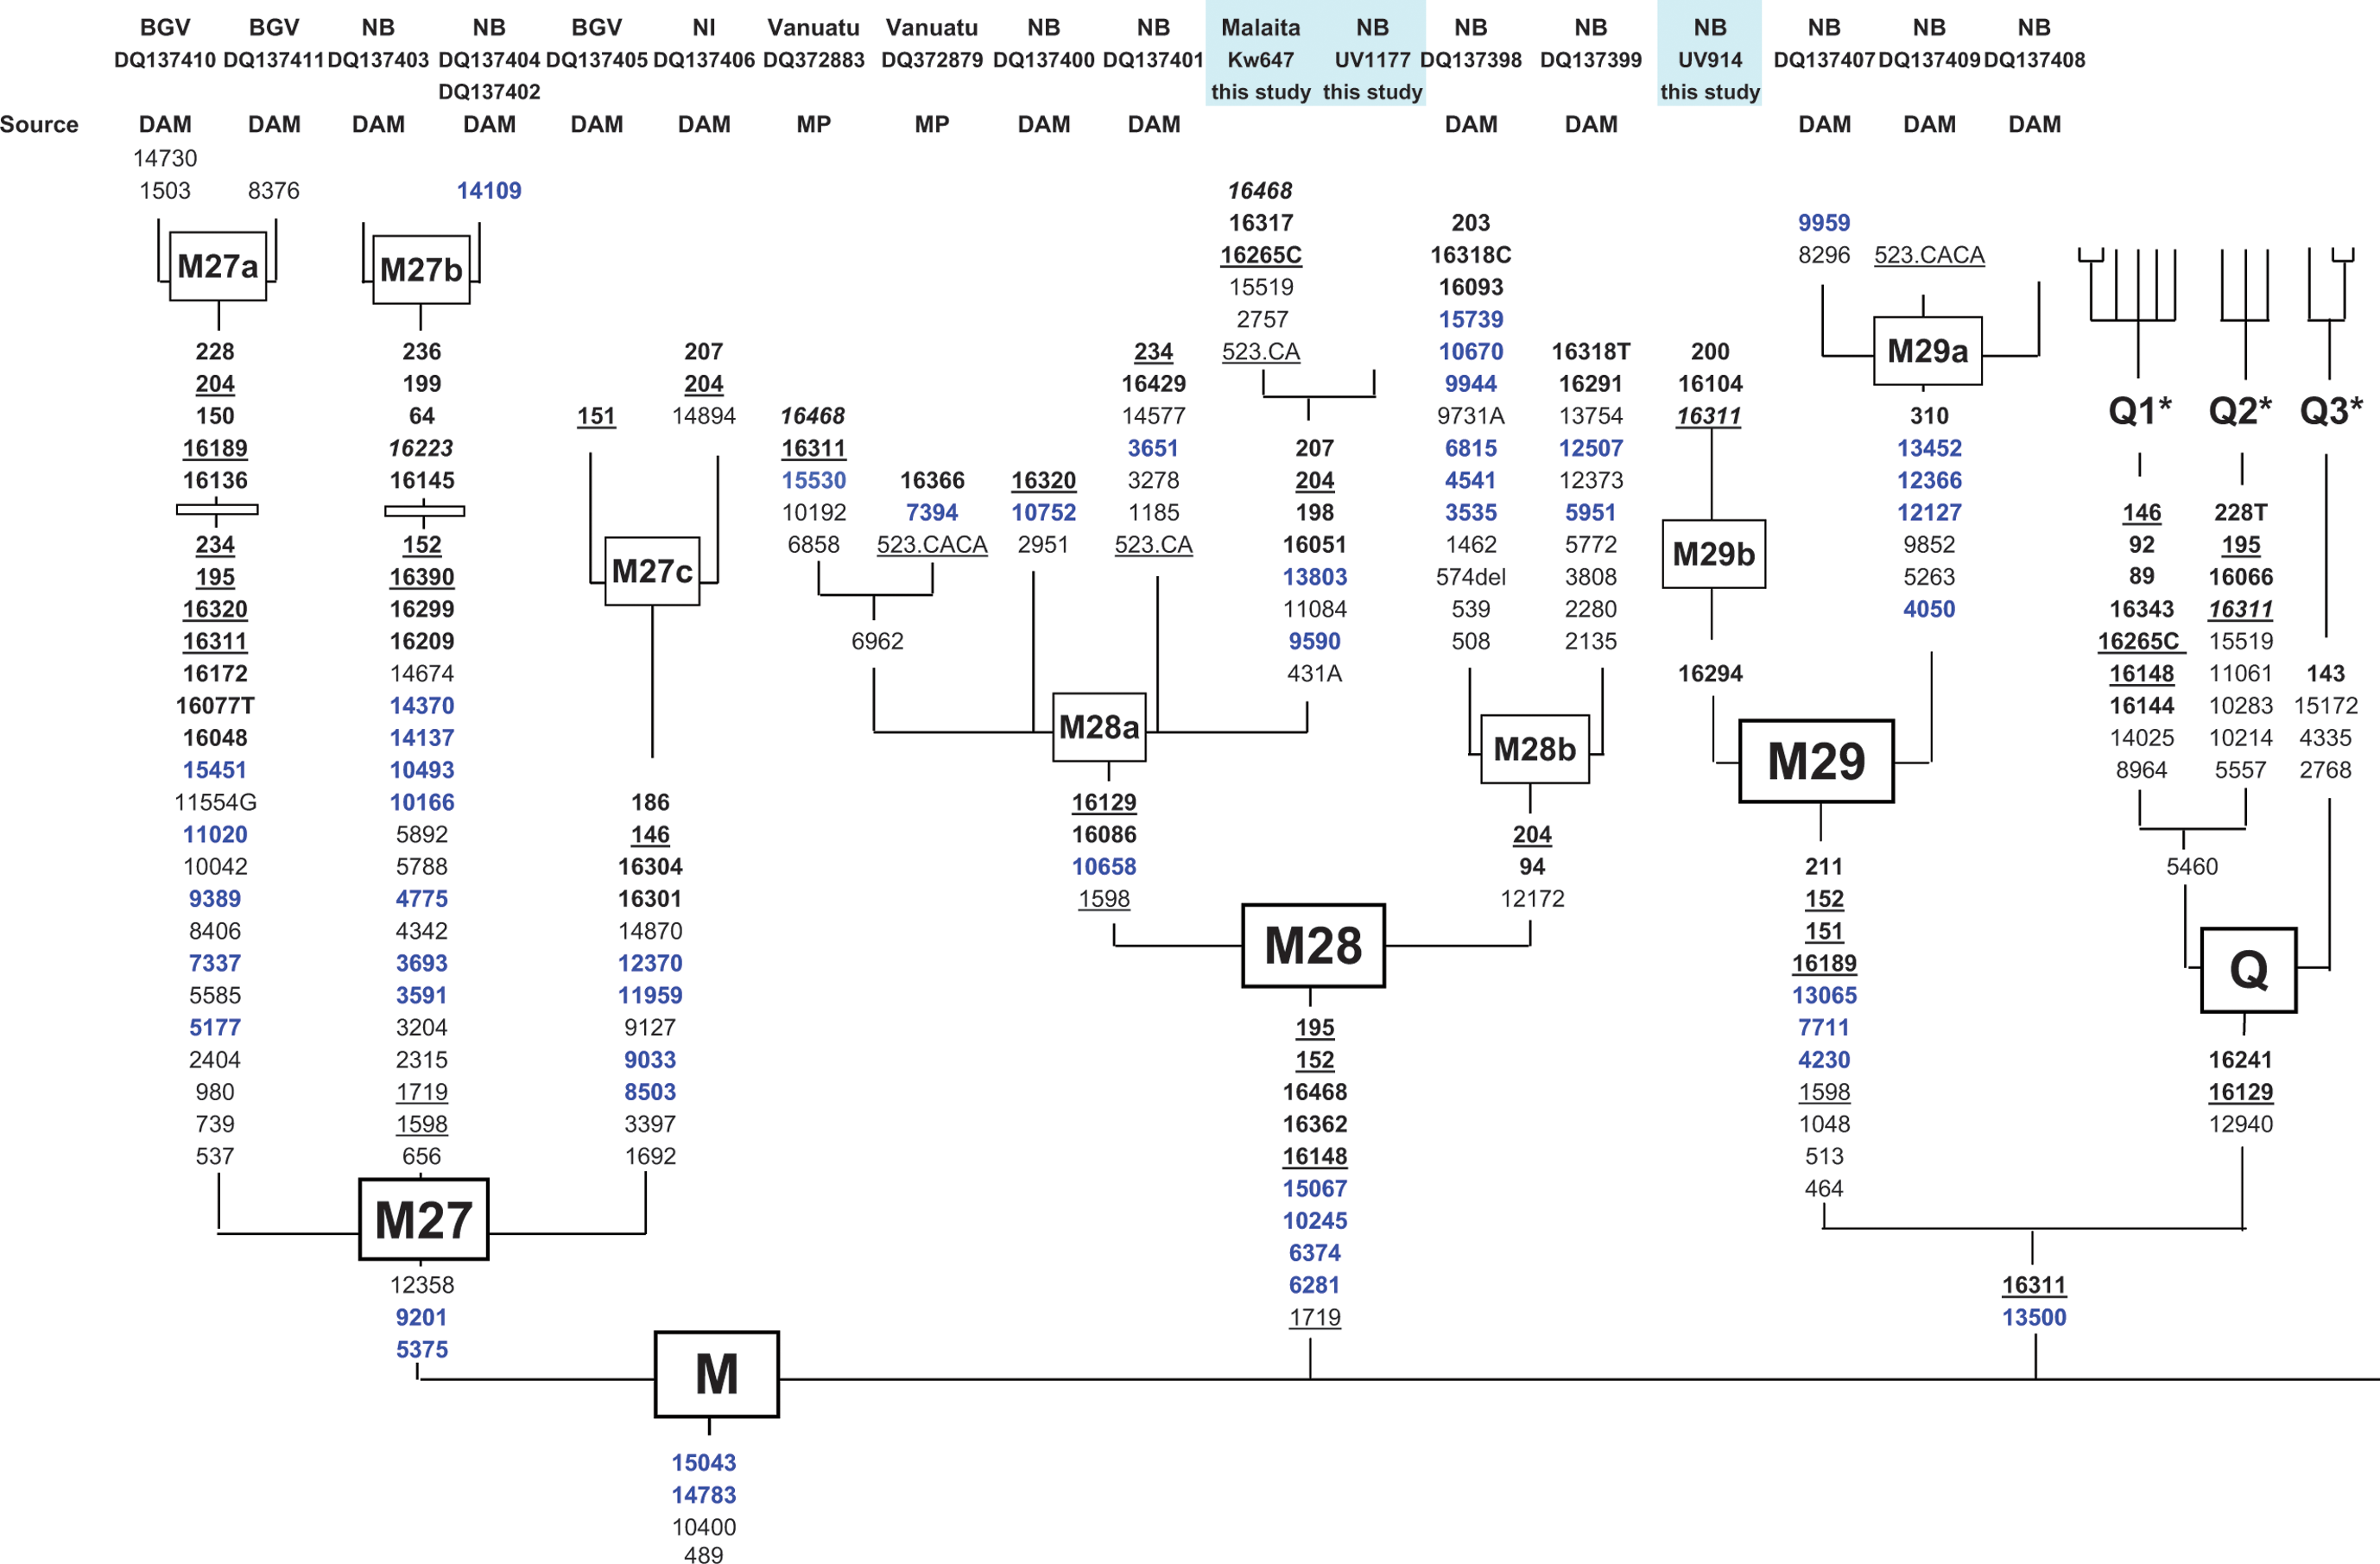 BGV BGV NB NB BGV NI Vanuatu Vanuatu NB NB Malaita NB NB NB NB NB NB NB
DQ137410 DQ137411 DQ137403 DQ137404 DQ137405 DQ137406 DQ372883 DQ372879 DQ137400 DQ137401 Kw647 UV1177 DQ137398 DQ137399 UV914 DQ137407 DQ137409 DQ137408
DQ137402 this study this study this study
Source DAM DAM DAM DAM DAM DAM MP MP DAM DAM DAM DAM DAM DAM DAM
14730
1503 8376 14109 16468
16317 203 9959
M27a M27b 16265C 16318C 8296 523.CACA
15519 16093
2757 15739
228 236 207 234 523.CA 10670 16318T 200 M29a
204 199 204 16429 9944 16291 16104
150 64 151 14894 16468 14577 9731A 13754 16311 310 Q1* Q2* Q3*
16189 16223 16311 3651 207 6815 12507 13452
16136 16145 15530 16366 16320 3278 204 4541 12373 12366
10192 7394 10752 1185 198 3535 5951 12127 146 228T
234 152 6858 523.CACA 2951 523.CA 16051 1462 5772 M29b 9852 92 195
195 16390 M27c 13803 574del 3808 5263 89 16066
16320 16299 11084 539 2280 4050 16343 16311
16311 16209 6962 9590 508 2135 16265C 15519
16172 14674 431A 16294 16148 11061 143
16077T 14370 16144 10283 15172
16048 14137 M28a M28b M29 14025 10214 4335
15451 10493 8964 5557 2768
11554G 10166 186 16129
11020 5892 146 16086 204
10042 5788 16304 10658 94 211 5460
9389 4775 16301 1598 12172 152
8406 4342 14870 M28 151
7337 3693 12370 16189 Q
5585 3591 11959 13065
5177 3204 9127 195 7711
2404 2315 9033 152 4230 16241
980 1719 8503 16468 1598 16129
739 1598 3397 16362 1048 12940
537 656 1692 16148 513
15067 464
M27 10245
6374
12358 6281 16311
9201 1719 13500
5375
M
15043
14783
10400
489